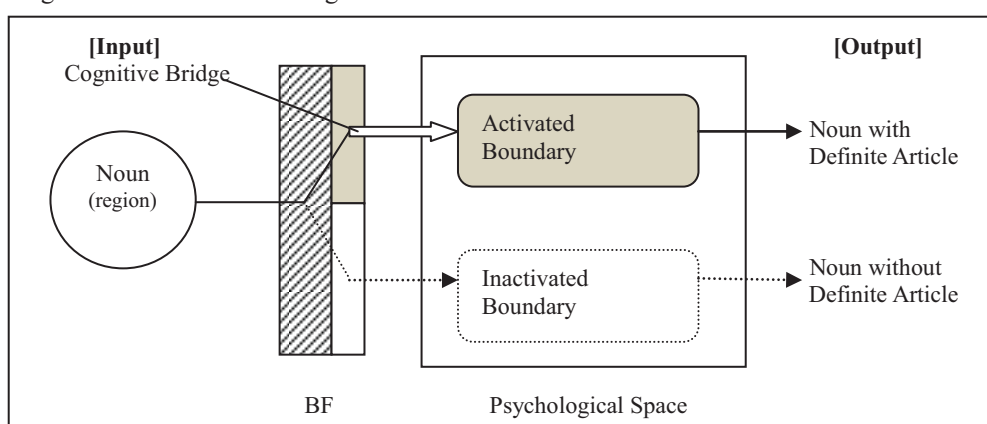 [Input]
[Output]
Cognitive Bridge
Noun
(region)
Activated
Boundary
Noun with
Definite Article
Inactivated
Boundary
Noun without
Definite Article
BF
Psychological Space